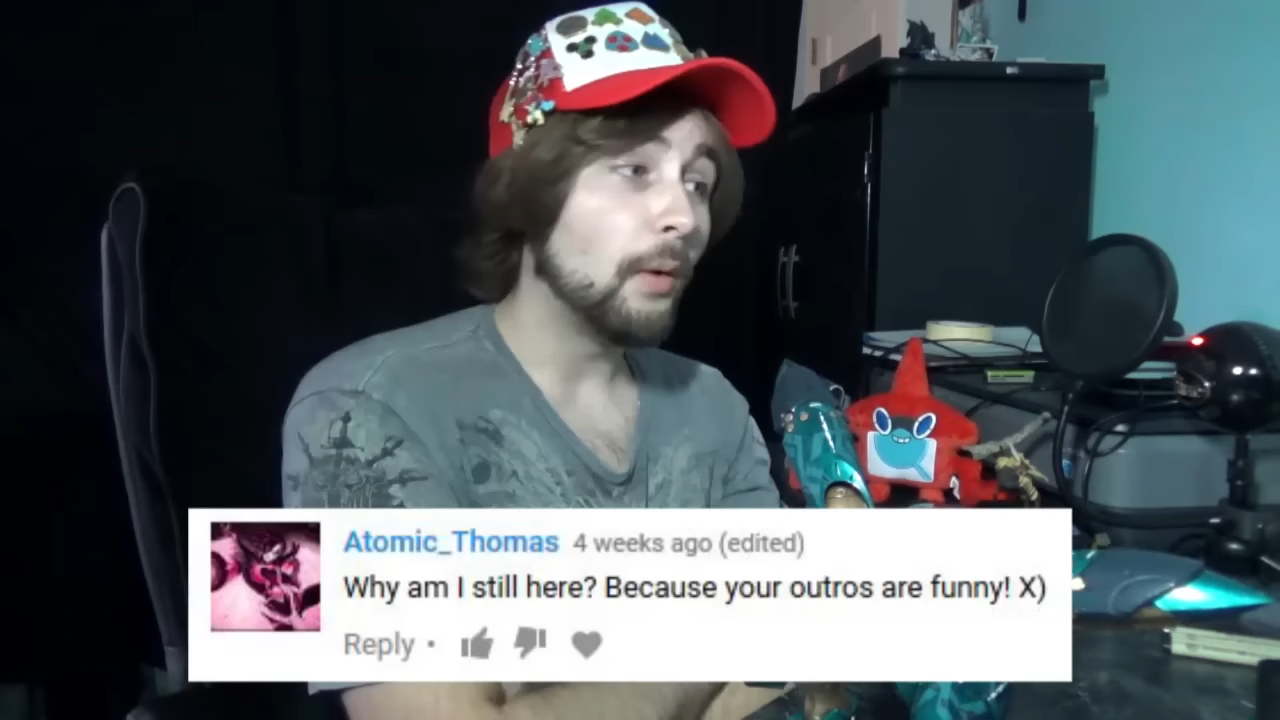 Atomic_Thomas 4 weeks ago (edited)
Why am I still here? Because your outros are funny! X)
Reply •